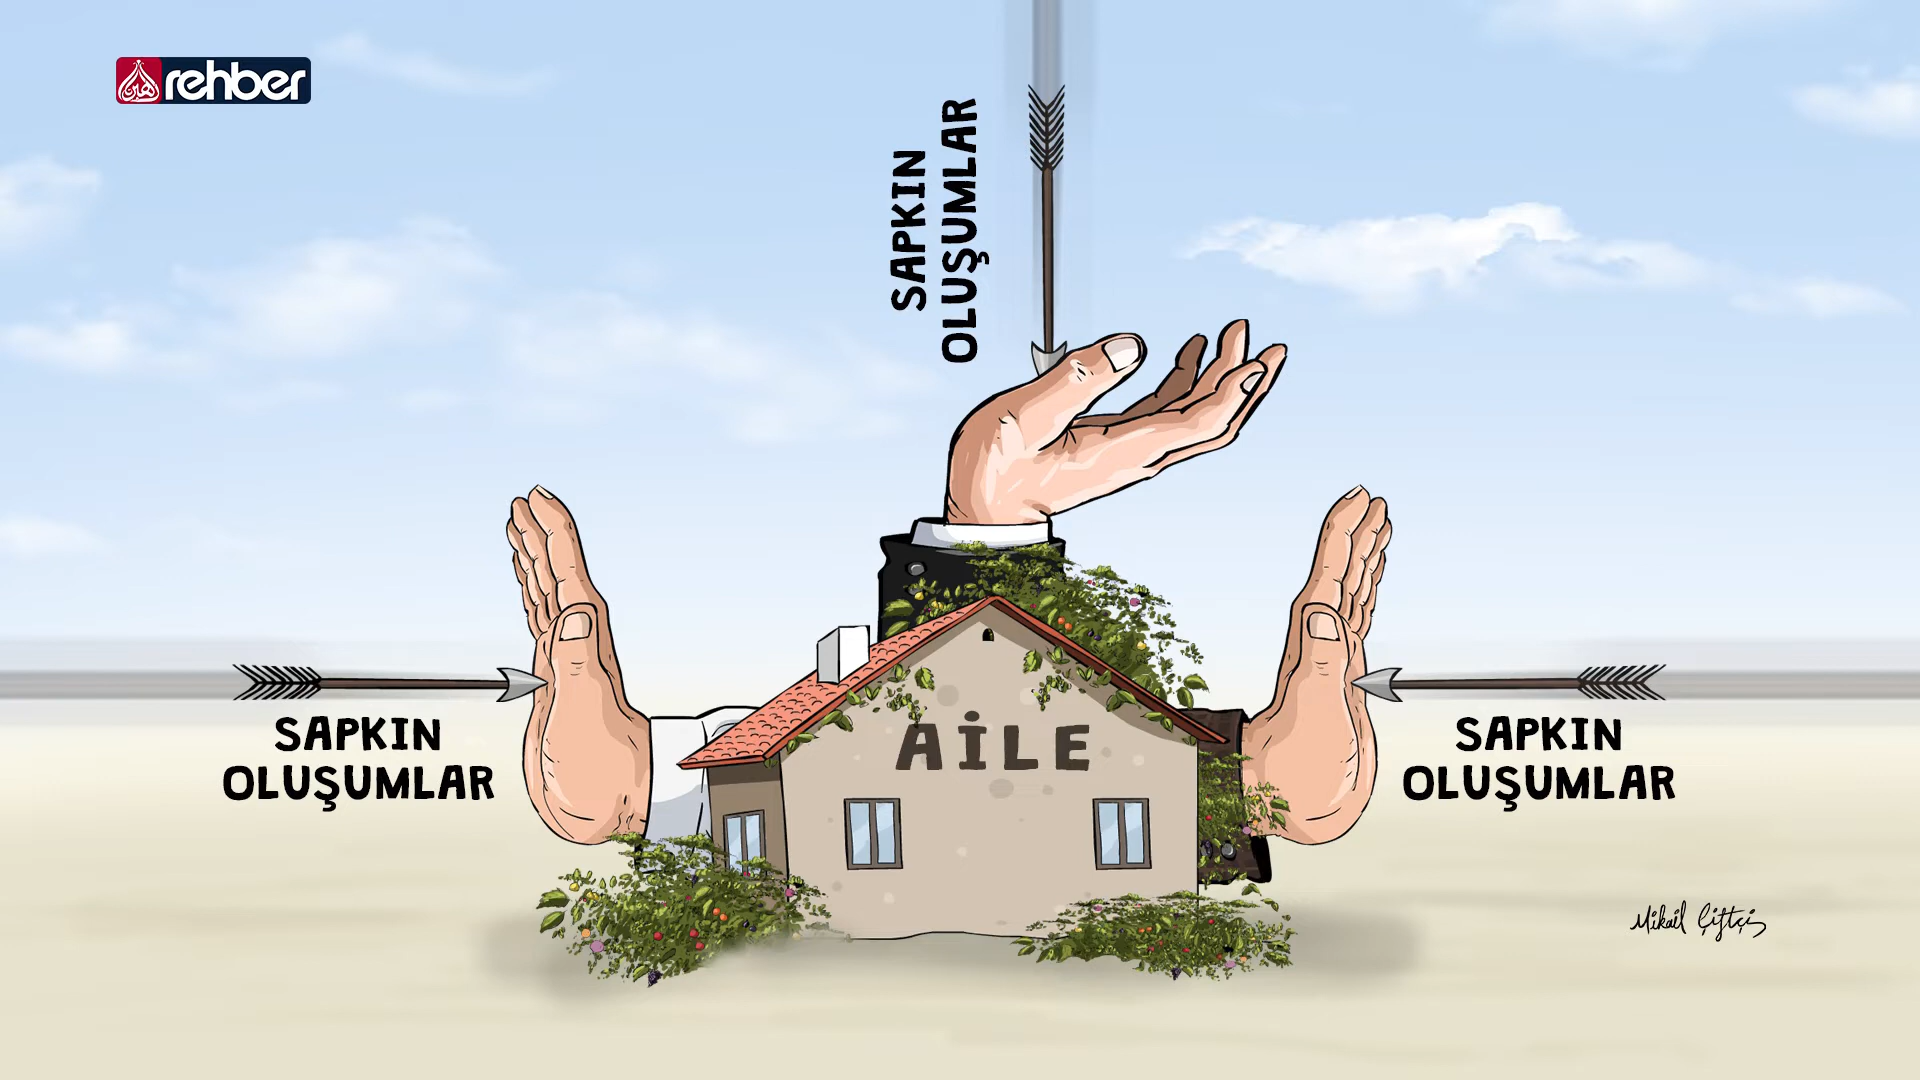 rehber
SAPKIN
OLUŞUMLAR
SAPKIN
OLUŞUMLAR
AİLE
SAPKIN
OLUŞUMLAR
Mikail Çiftçi